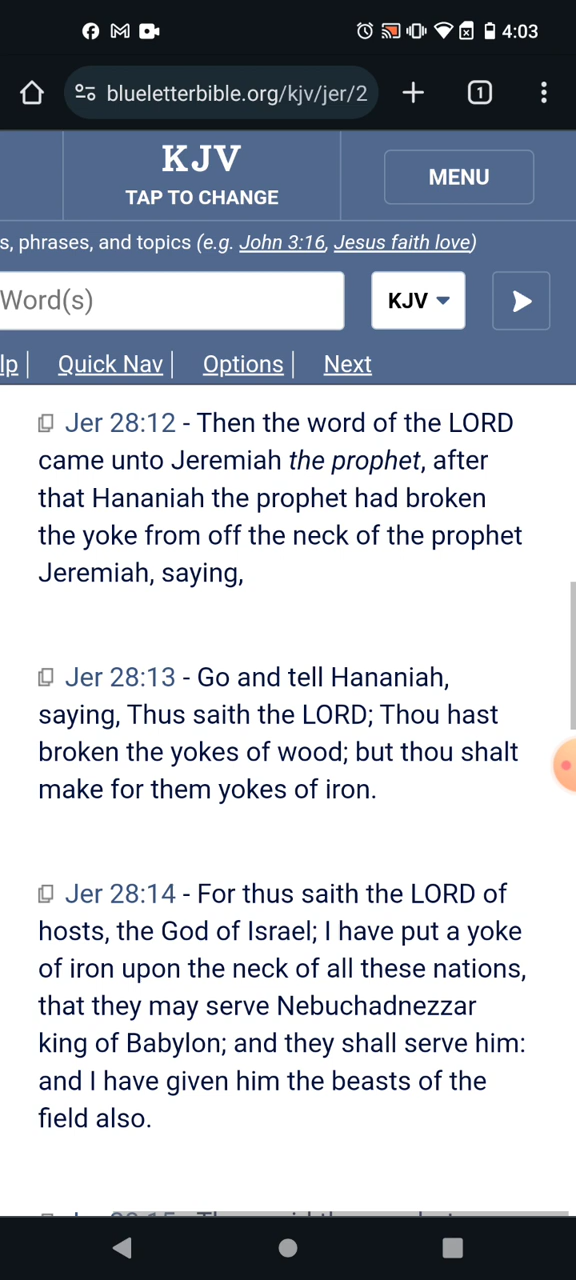 4:03
blueletterbible.org/kjv/jer/2
1
KJV
TAP TO CHANGE
MENU
s, phrases, and topics (e.g. John 3:16, Jesus faith love)
Word(s)
KJV
lp| Quick Nav| Options| Next
Jer 28:12 - Then the word of the LORD
came unto Jeremiah the prophet, after
that Hananiah the prophet had broken
the yoke from off the neck of the prophet
Jeremiah, saying,
Jer 28:13 - Go and tell Hananiah,
saying, Thus saith the LORD; Thou hast
broken the yokes of wood; but thou shalt
make for them yokes of iron.
Jer 28:14 - For thus saith the LORD of
hosts, the God of Israel; I have put a yoke
of iron upon the neck of all these nations,
that they may serve Nebuchadnezzar
king of Babylon; and they shall serve him:
and I have given him the beasts of the
field also.